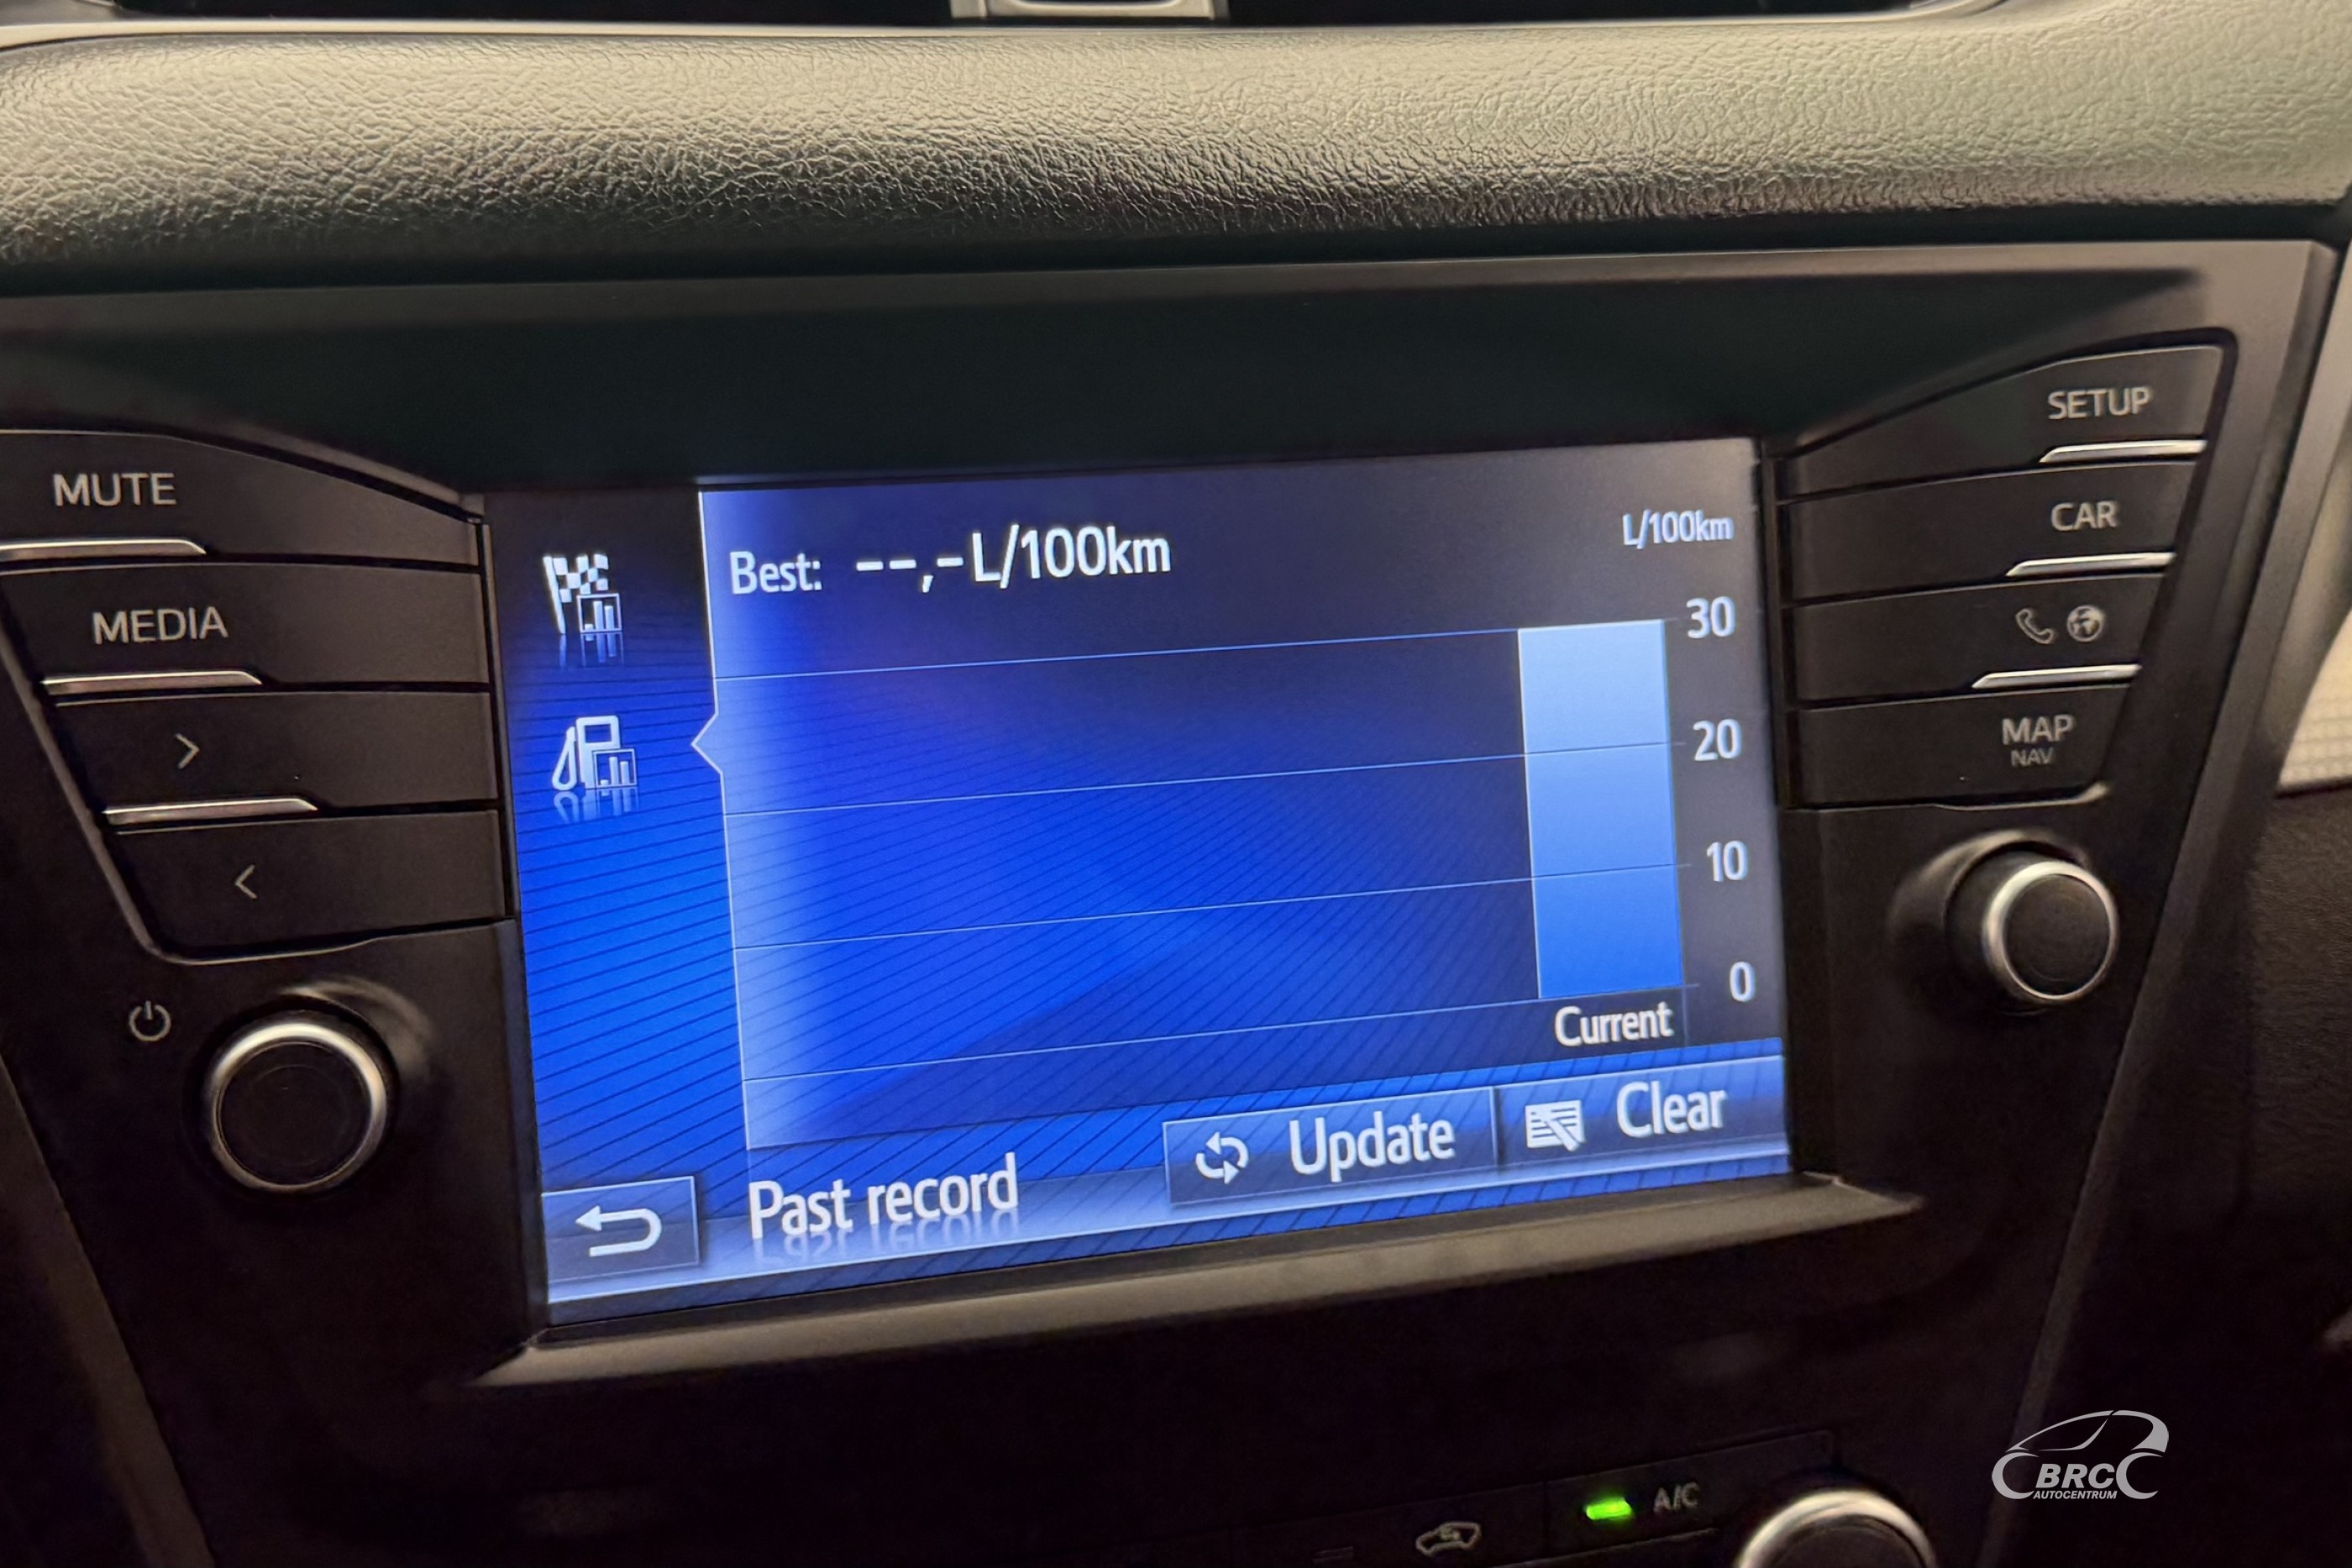 MUTE
MEDIA
SETUP
CAR
MAP
NAV
Best: --,-L/100km
L/100km
30
20
10
0
Current
Past record
Update
Clear
A/C
BRC
AUTOCENTRUM